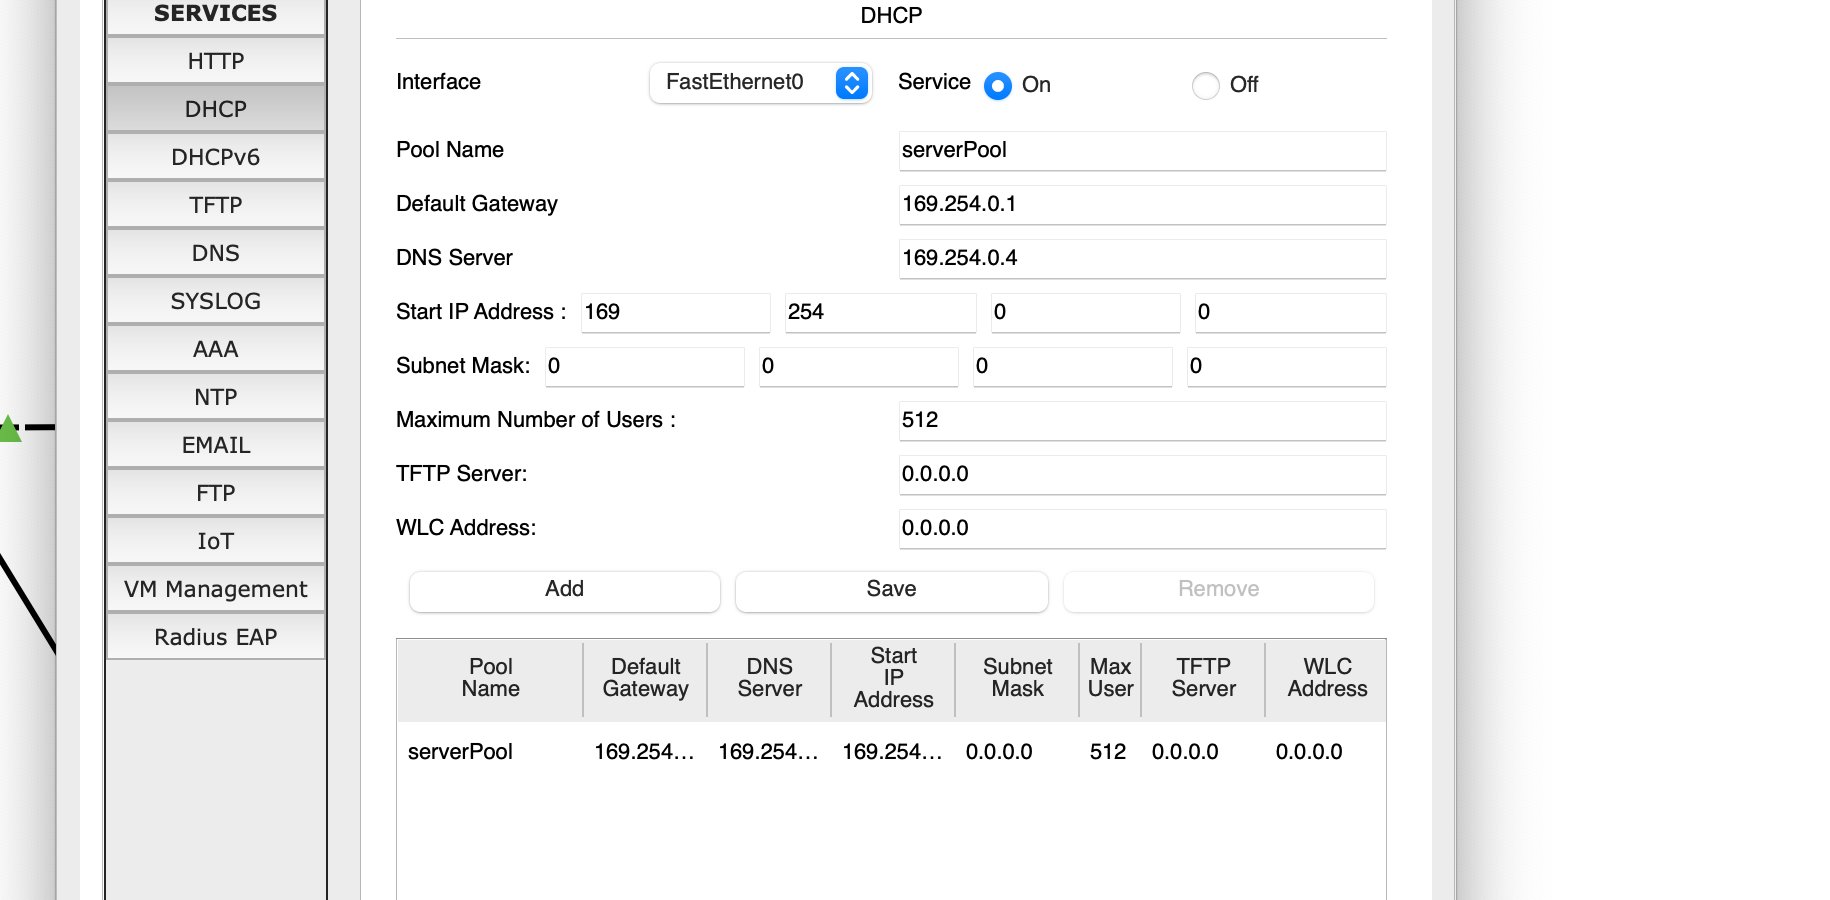 SERVICES
HTTP
DHCP
DHCPv6
TFTP
DNS
SYSLOG
AAA
NTP
EMAIL
FTP
IoT
VM Management
Radius EAP
DHCP
Interface FastEthernet0 Service On Off
Pool Name serverPool
Default Gateway 169.254.0.1
DNS Server 169.254.0.4
Start IP Address : 169 254 0 0
Subnet Mask: 0 0 0 0
Maximum Number of Users : 512
TFTP Server: 0.0.0.0
WLC Address: 0.0.0.0
Add Save Remove
Pool Name Default Gateway DNS Server Start IP Address Subnet Mask Max User TFTP Server WLC Address
serverPool 169.254... 169.254... 169.254... 0.0.0.0 512 0.0.0.0 0.0.0.0